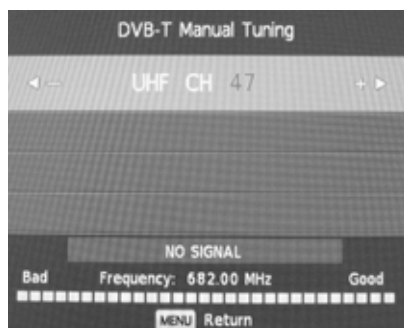 DVB-T Manual Tuning
UHF CH 47
NO SIGNAL
Bad Frequency: 682.00 MHz Good
MENU Return